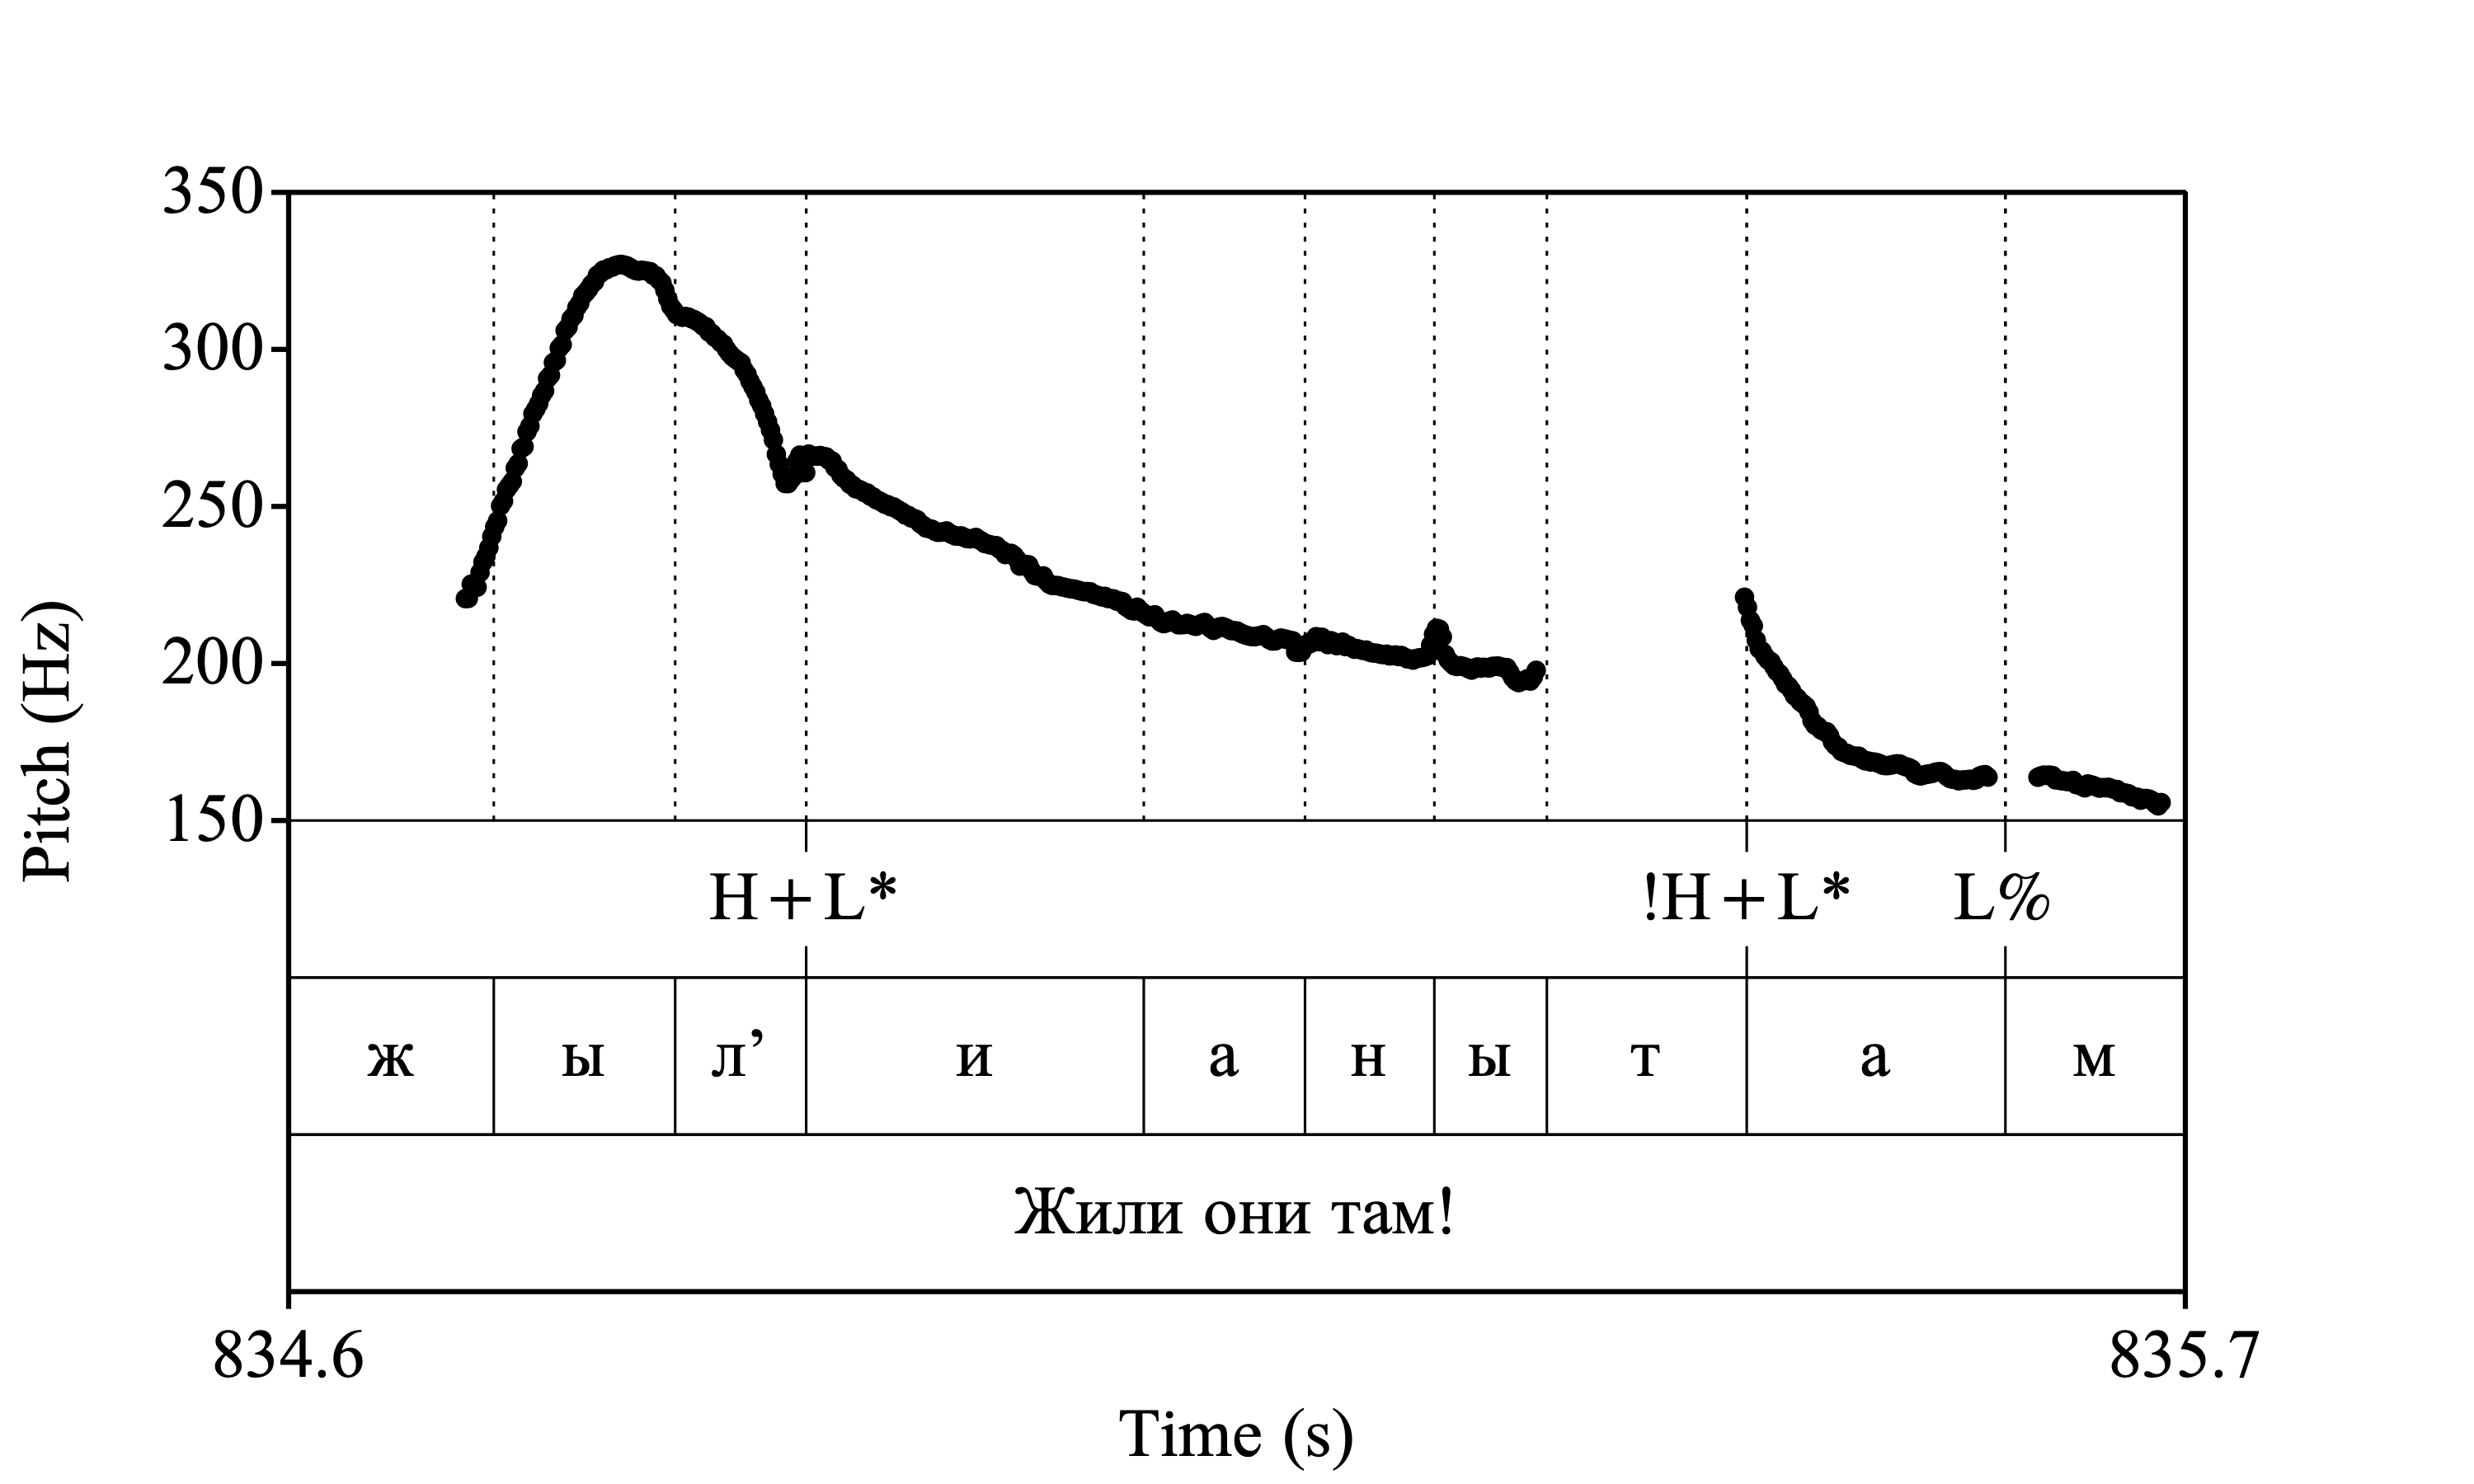 350
300
250
200
150
Pitch (Hz)
H+L* !H+L* L%
ж ы л’ и а н ы т а м
Жили они там!
834.6 835.7
Time (s)